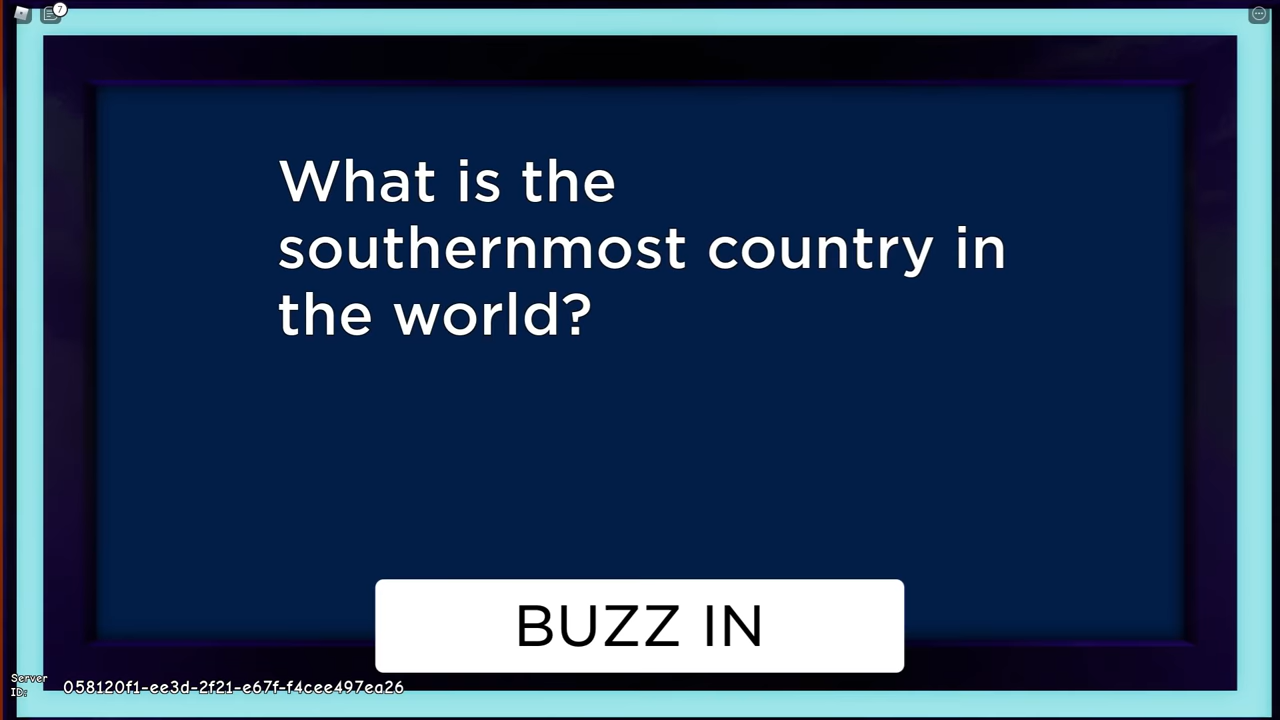 7
What is the
southernmost country in
the world?
BUZZ IN
Server
ID:
058120f1-ee3d-2f21-e67f-f4cee497ea26